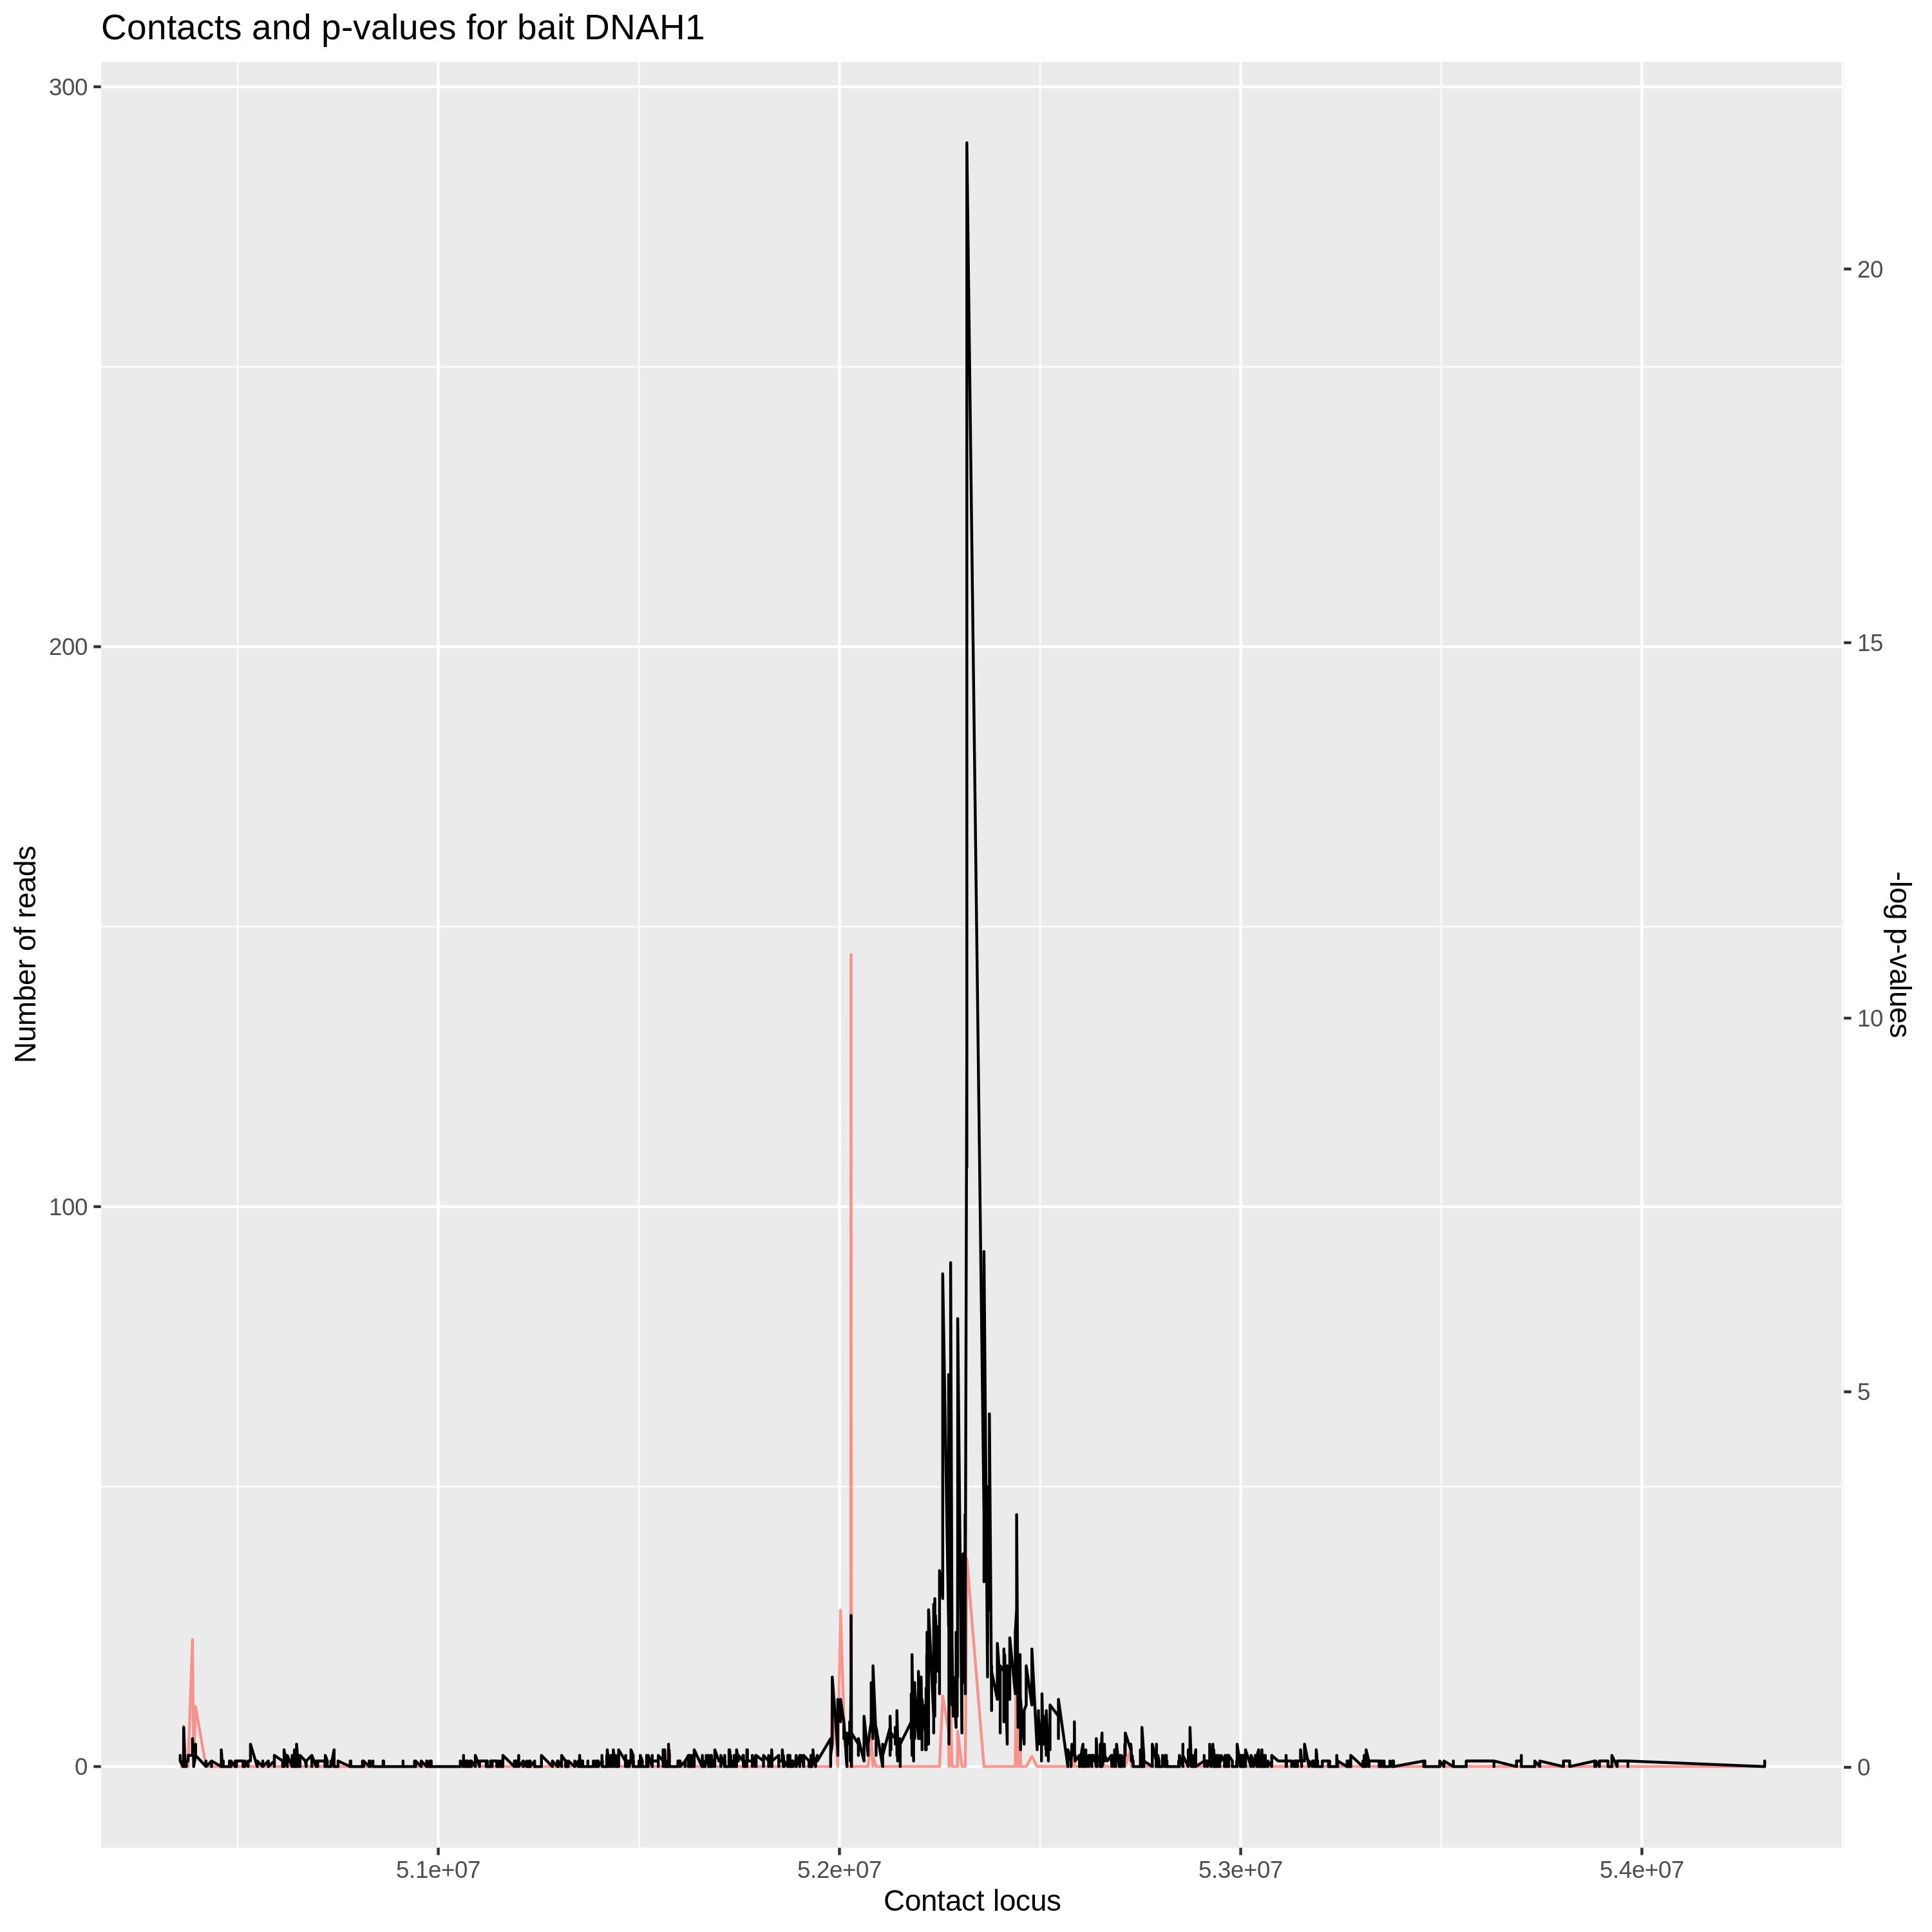 Contacts and p-values for bait DNAH1
300
200
100
0
Number of reads
20
15
10
5
0
-log p-values
5.1e+07
5.2e+07
5.3e+07
5.4e+07
Contact locus